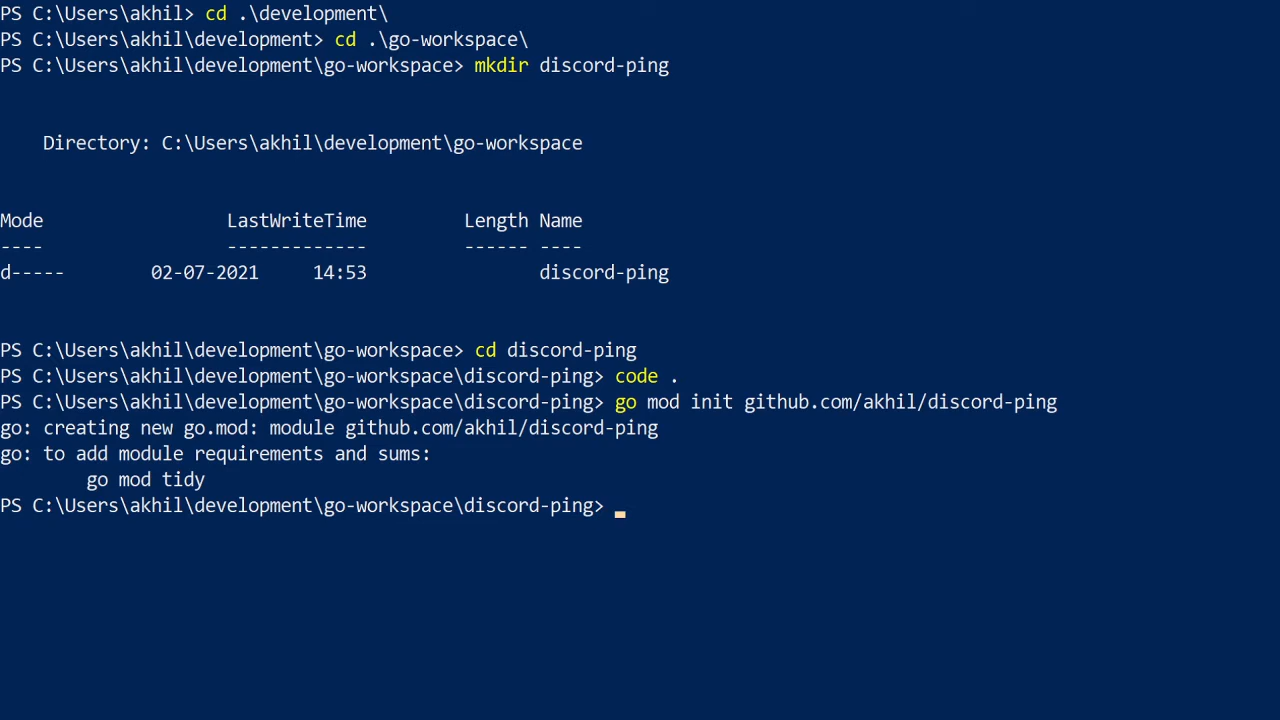 PS C:\Users\akhil> cd .\development\
PS C:\Users\akhil\development> cd .\go-workspace\
PS C:\Users\akhil\development\go-workspace> mkdir discord-ping
Directory: C:\Users\akhil\development\go-workspace
Mode LastWriteTime Length Name
---- ------------- ------ ----
d----- 02-07-2021 14:53 discord-ping
PS C:\Users\akhil\development\go-workspace> cd discord-ping
PS C:\Users\akhil\development\go-workspace\discord-ping> code .
PS C:\Users\akhil\development\go-workspace\discord-ping> go mod init github.com/akhil/discord-ping
go: creating new go.mod: module github.com/akhil/discord-ping
go: to add module requirements and sums:
go mod tidy
PS C:\Users\akhil\development\go-workspace\discord-ping>